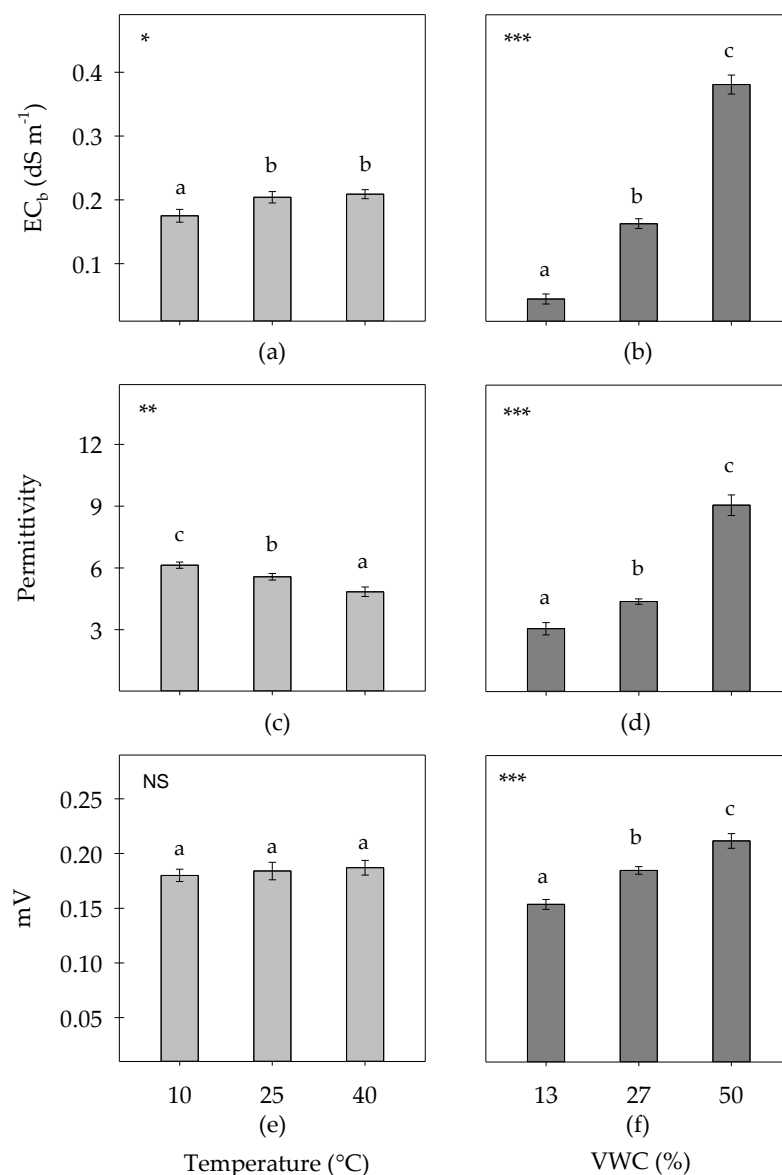 * ***
0.4
0.3
0.2
0.1
EC_b (dS m^-1)
a b b
a b c
(a) (b)
** ***
12
9
6
3
Permittivity
c b a
a b c
(c) (d)
NS ***
0.25
0.20
0.15
0.10
0.05
mV
a a a
a b c
10 25 40 13 27 50
(e) (f)
Temperature (°C) VWC (%)